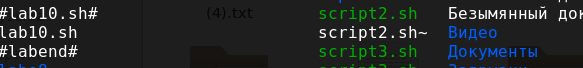 #lab10.sh# (4).txt script2.sh Безымянный док
lab10.sh script2.sh~ Видео
#labend# script3.sh Документы